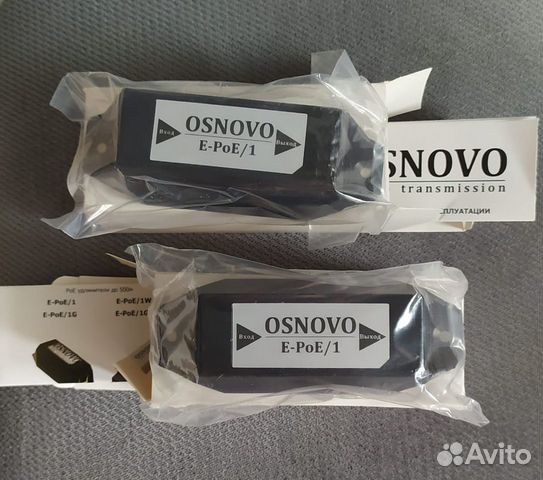 OSNOVO
E-PoE/1
Вход
Выход
SNOVO
transmission
ПЛУАТАЦИИ
PoE удлинители до 500м
E-PoE/1
E-PoE/1W
E-PoE/1G
E-PoE/1G
OSNOVO
OSNOVO
E-PoE/1
Вход
Выход
Avito